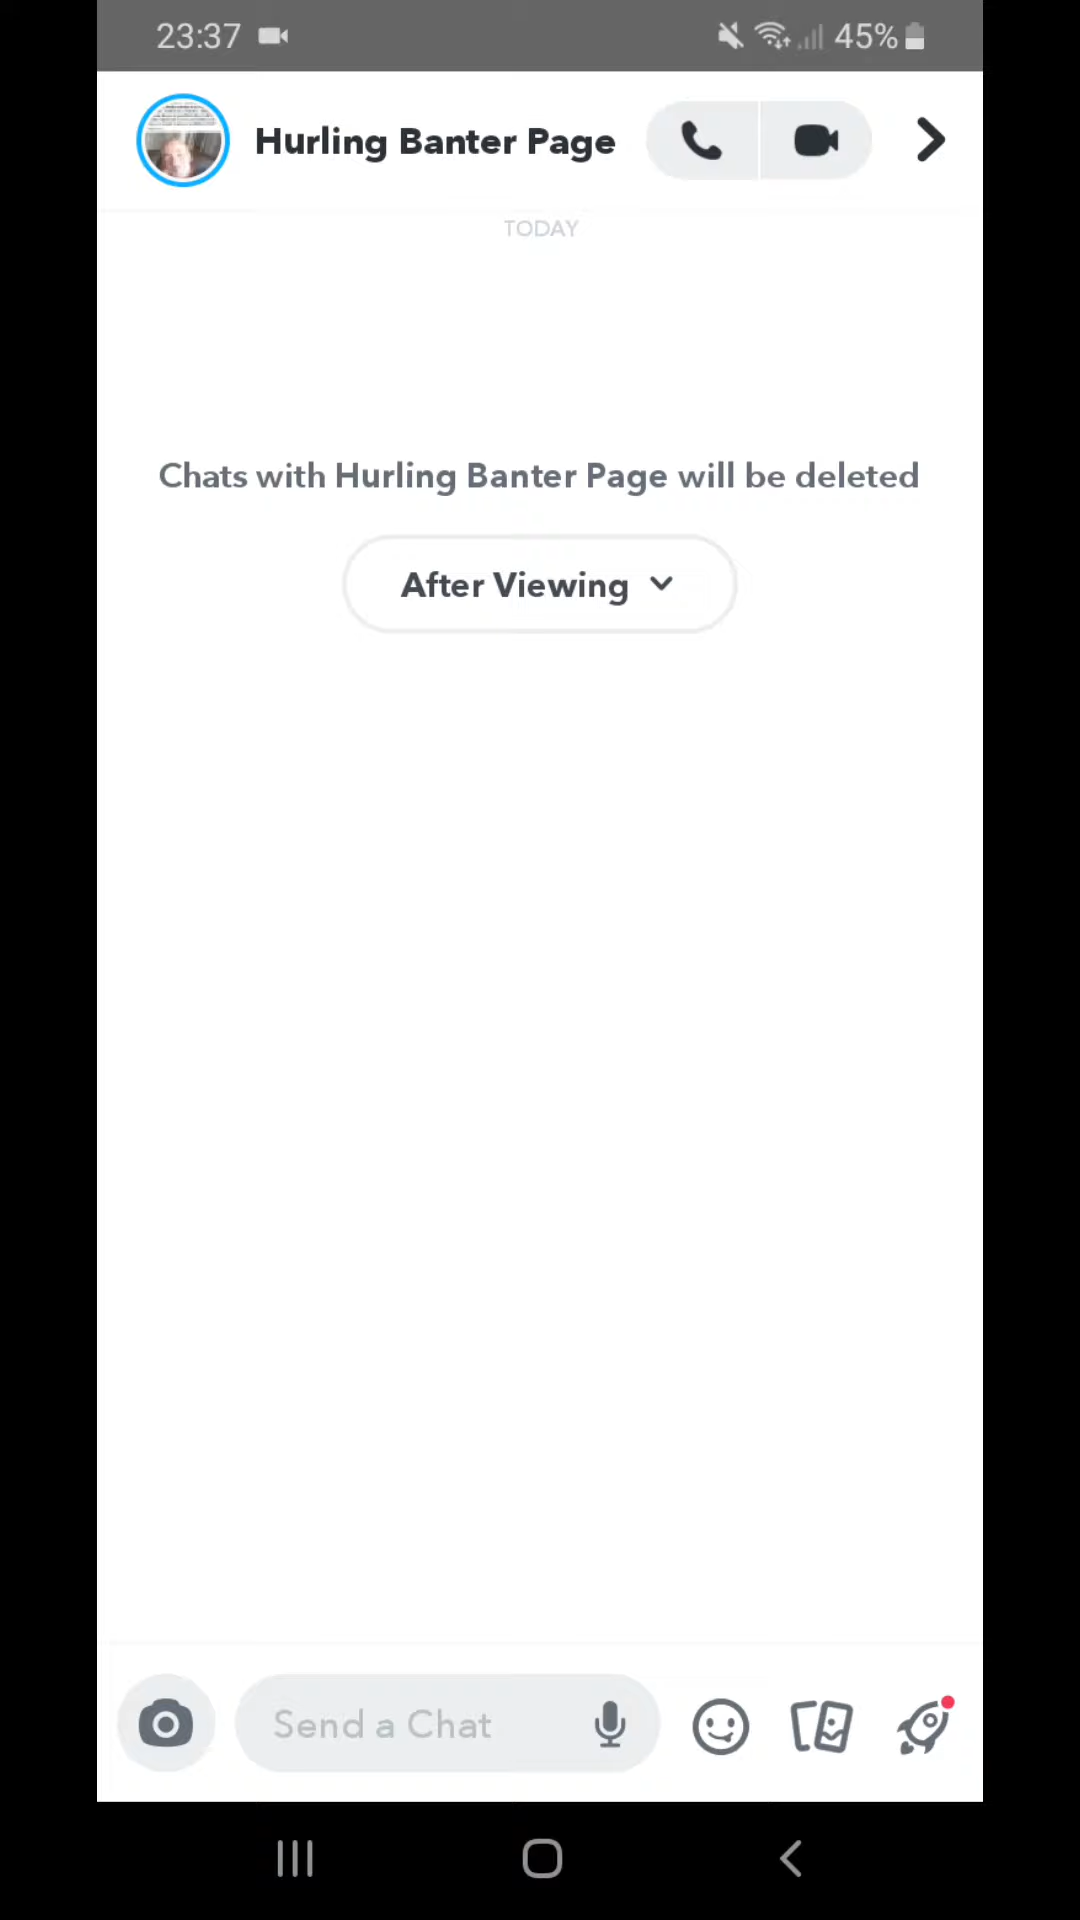 23:37
45%
Hurling Banter Page
TODAY
Chats with Hurling Banter Page will be deleted
After Viewing
Send a Chat